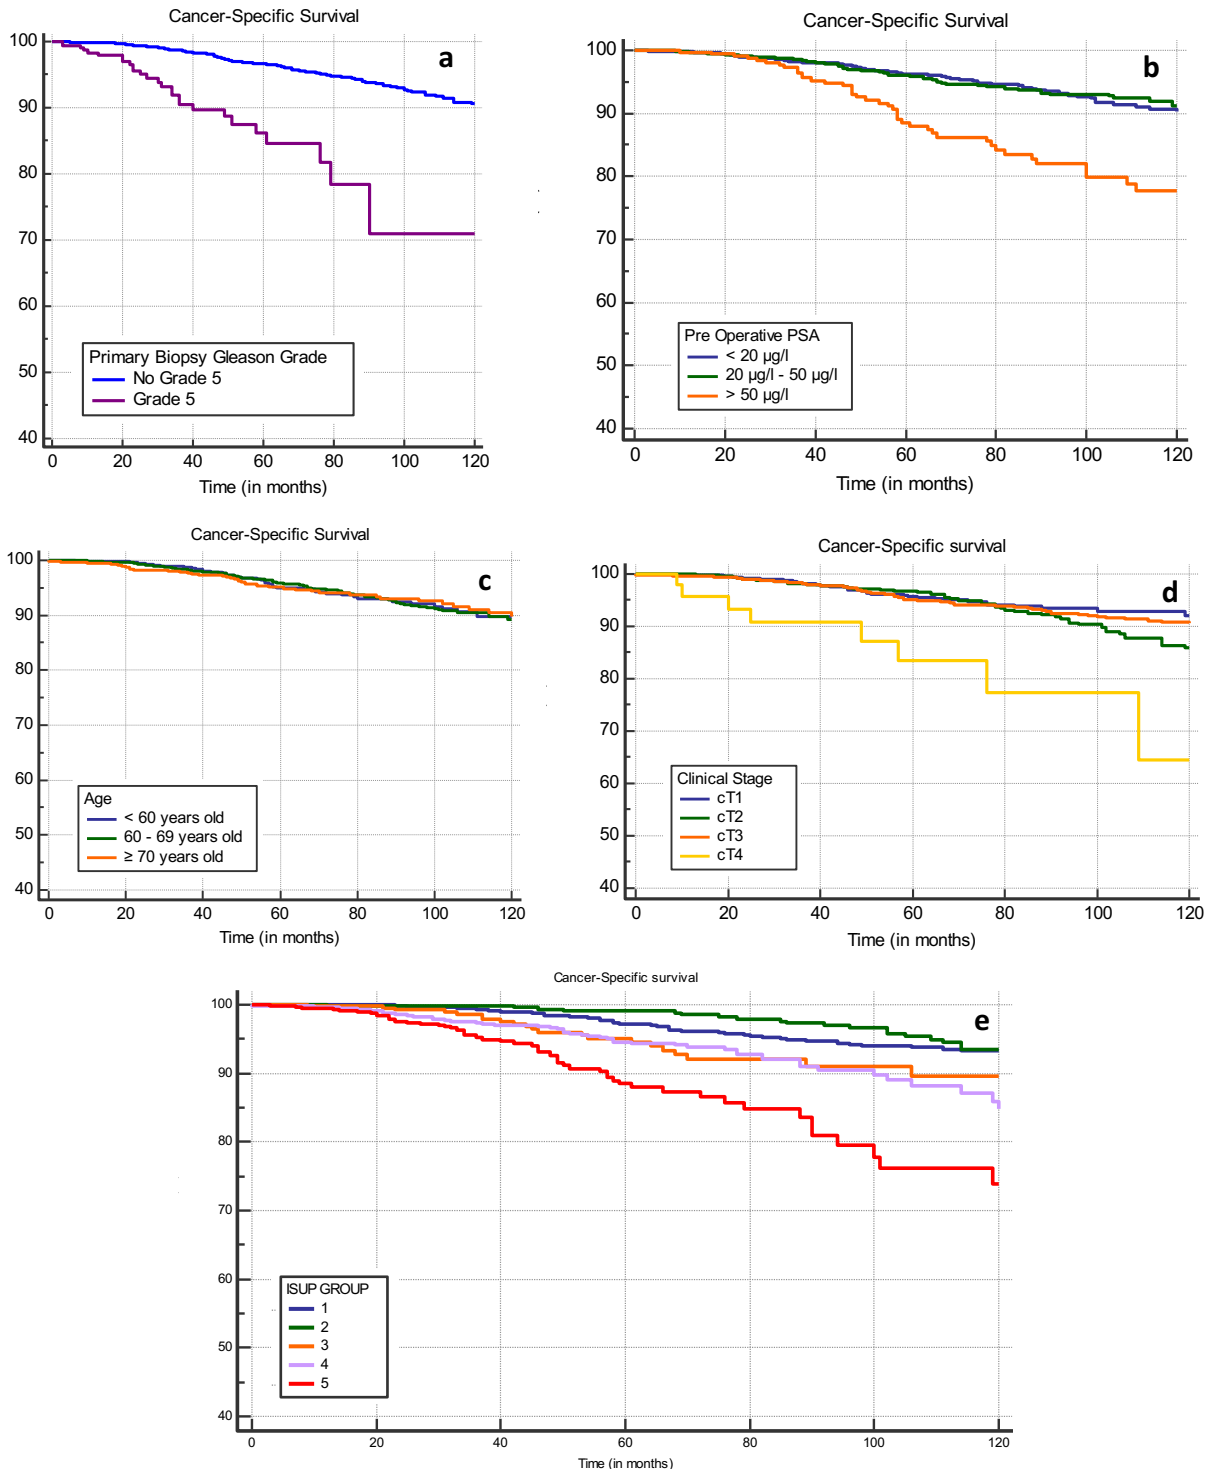 Cancer-Specific Survival
a
100
90
80
70
60
50
40
Primary Biopsy Gleason Grade
No Grade 5
Grade 5
0 20 40 60 80 100 120
Time (in months)
Cancer-Specific Survival
b
100
90
80
70
60
50
40
Pre Operative PSA
< 20 µg/l
20 µg/l - 50 µg/l
> 50 µg/l
0 20 40 60 80 100 120
Time (in months)
Cancer-Specific Survival
c
100
90
80
70
60
50
40
Age
< 60 years old
60 - 69 years old
≥ 70 years old
0 20 40 60 80 100 120
Time (in months)
Cancer-Specific survival
d
100
90
80
70
60
50
40
Clinical Stage
cT1
cT2
cT3
cT4
0 20 40 60 80 100 120
Time (in months)
Cancer-Specific survival
e
100
90
80
70
60
50
40
ISUP GROUP
1
2
3
4
5
0 20 40 60 80 100 120
Time (in months)